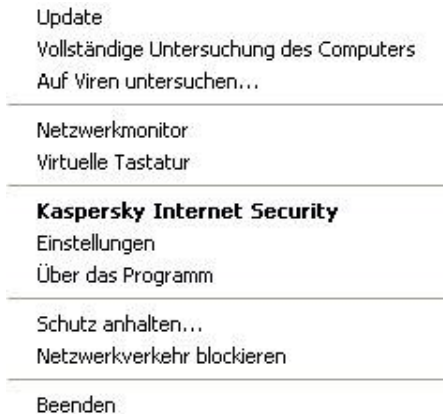 Update
Vollständige Untersuchung des Computers
Auf Viren untersuchen...
Netzwerkmonitor
Virtuelle Tastatur
Kaspersky Internet Security
Einstellungen
Über das Programm
Schutz anhalten...
Netzwerkverkehr blockieren
Beenden